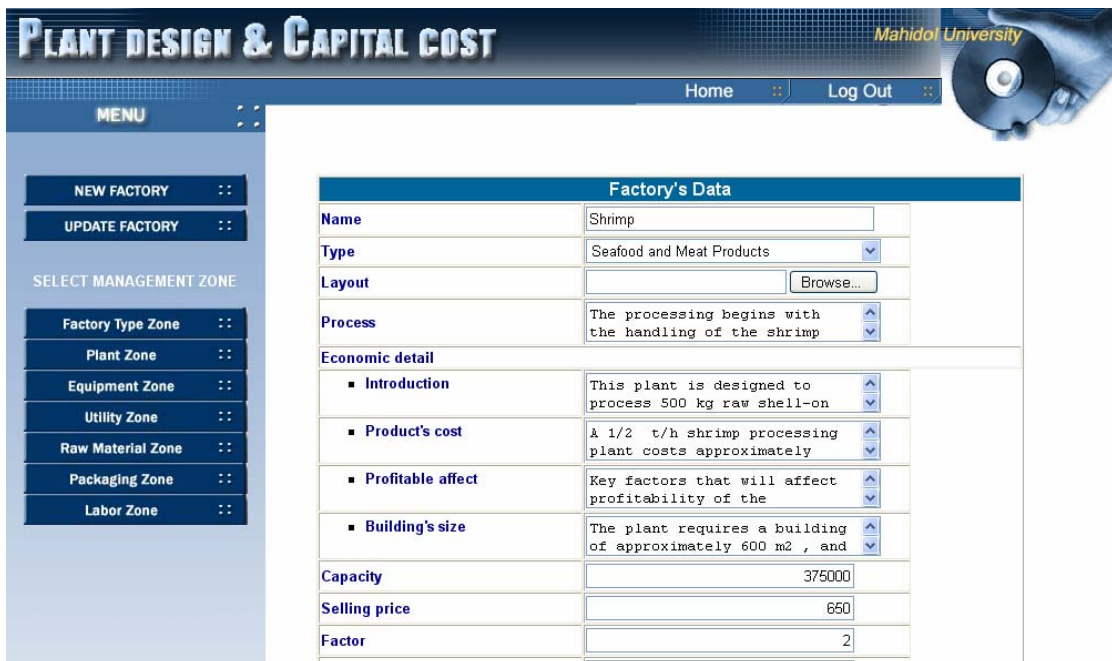 PLANT DESIGN & CAPITAL COST
Mahidol University
Home
Log Out
MENU
NEW FACTORY
UPDATE FACTORY
SELECT MANAGEMENT ZONE
Factory Type Zone
Plant Zone
Equipment Zone
Utility Zone
Raw Material Zone
Packaging Zone
Labor Zone
Factory's Data
Name
Shrimp
Type
Seafood and Meat Products
Layout
Browse...
Process
The processing begins with
the handling of the shrimp
Economic detail
Introduction
This plant is designed to
process 500 kg raw shell-on
Product's cost
A 1/2 t/h shrimp processing
plant costs approximately
Profitable affect
Key factors that will affect
profitability of the
Building's size
The plant requires a building
of approximately 600 m2 , and
Capacity
375000
Selling price
650
Factor
2